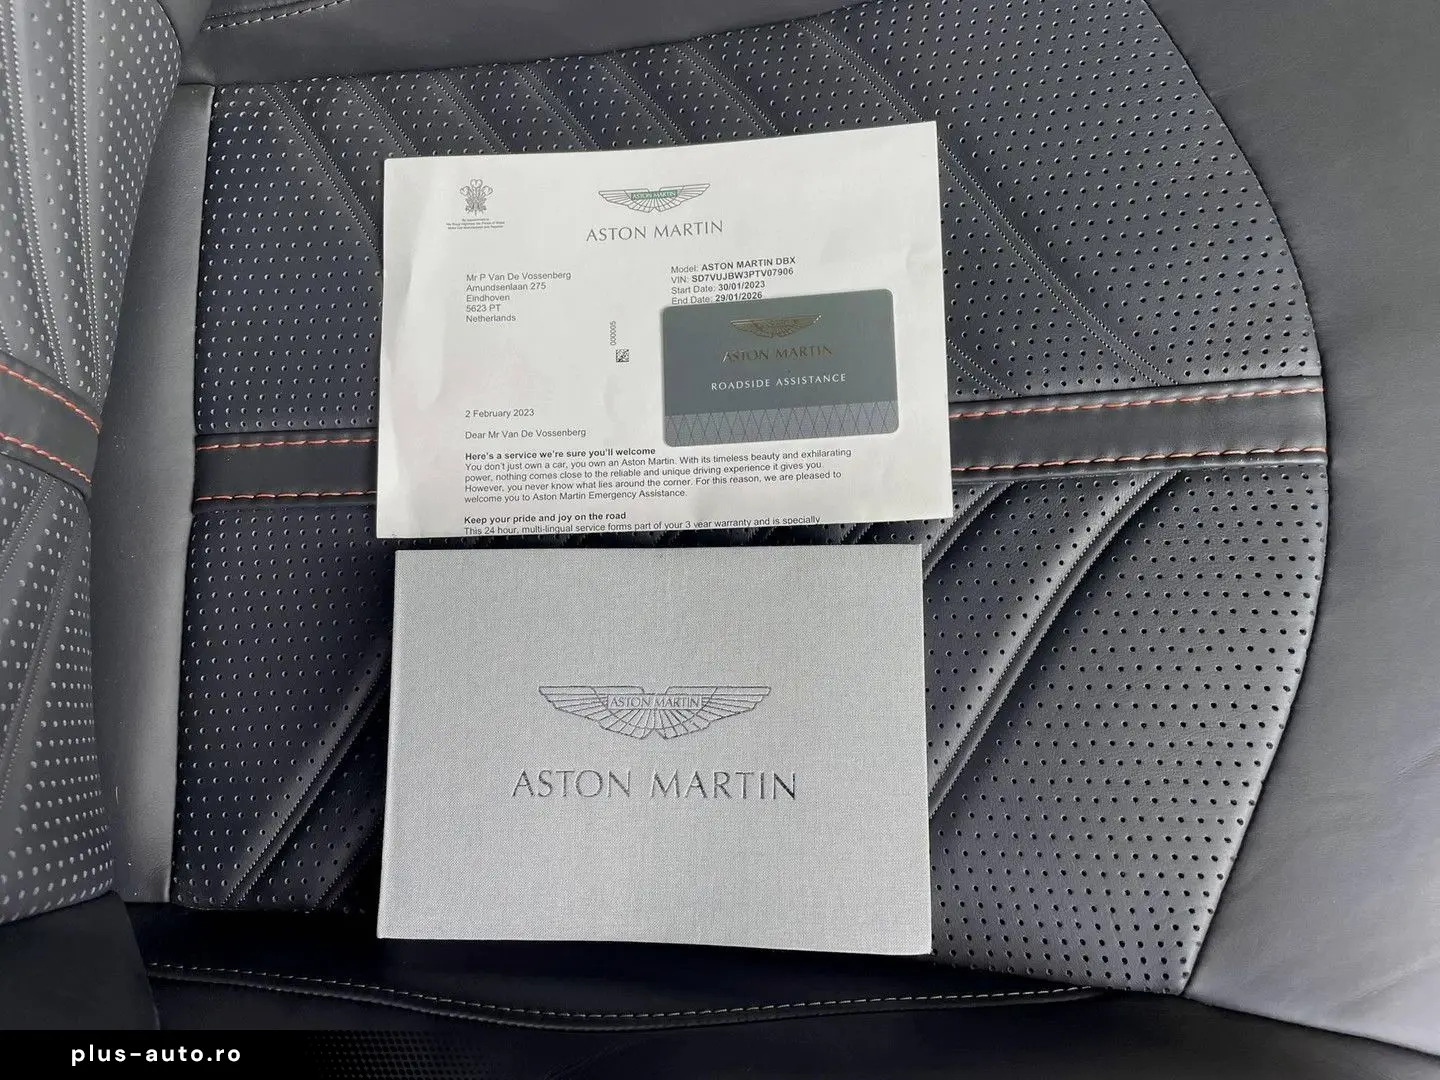 ASTON MARTIN
ASTON MARTIN
Mr P Van De Vossenberg
Amundsenlaan 275
Eindhoven
5623 PT
Netherlands
Model: ASTON MARTIN DBX
VIN: SD7VUJBW3PTV07906
Start Date: 30/01/2023
End Date: 29/01/2026
000005
ASTON MARTIN
ROADSIDE ASSISTANCE
2 February 2023
Dear Mr Van De Vossenberg
Here's a service we're sure you'll welcome
You don't just own a car, you own an Aston Martin. With its timeless beauty and exhilarating
power, nothing comes close to the reliable and unique driving experience it gives you.
However, you never know what lies around the corner. For this reason, we are pleased to
welcome you to Aston Martin Emergency Assistance.
Keep your pride and joy on the road
This 24 hour, multi-lingual service forms part of your 3 year warranty and is specially
ASTON MARTIN
ASTON MARTIN
plus-auto.ro